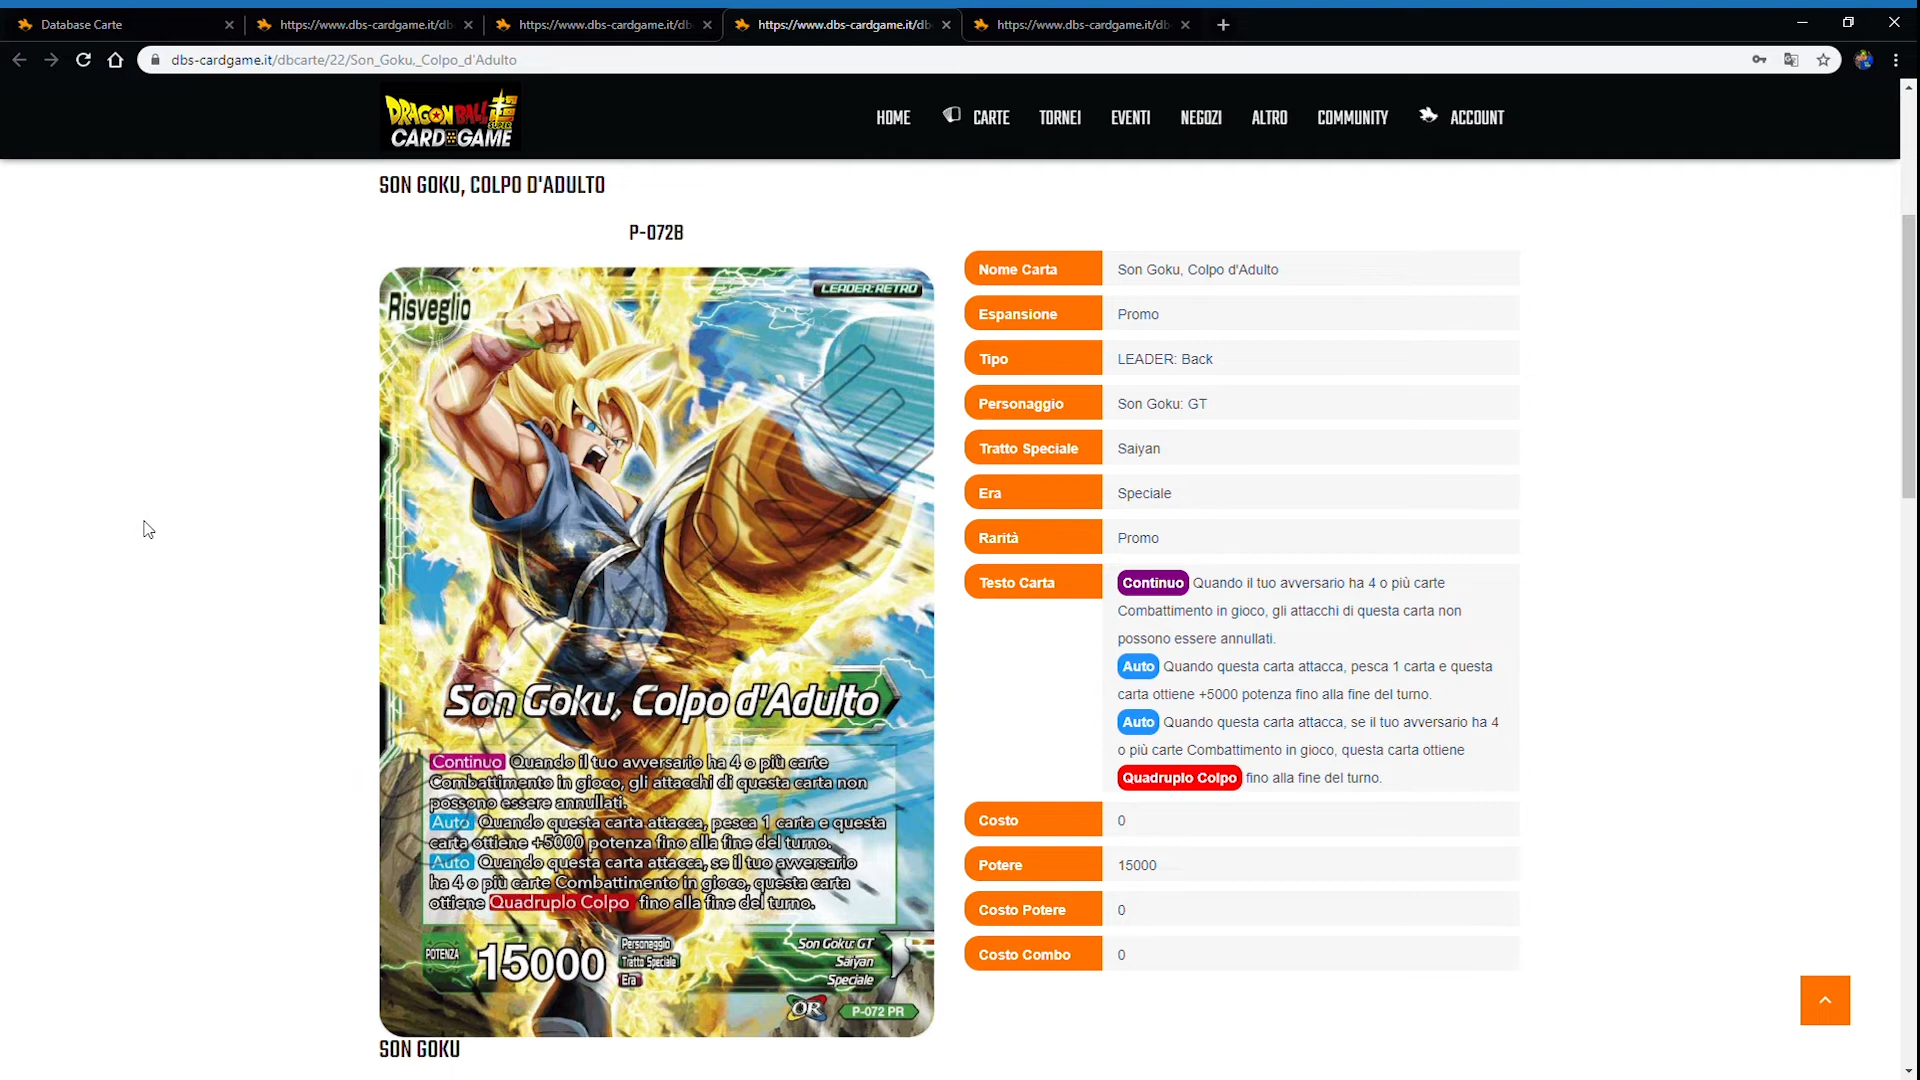 Database Carte
https://www.dbs-cardgame.it/db
https://www.dbs-cardgame.it/db
https://www.dbs-cardgame.it/db
https://www.dbs-cardgame.it/db
dbs-cardgame.it/dbcarte/22/Son_Goku,_Colpo_d'Adulto
DRAGON BALL SUPER
CARD GAME
HOME
CARTE
TORNEI
EVENTI
NEGOZI
ALTRO
COMMUNITY
ACCOUNT
SON GOKU, COLPO D'ADULTO
P-072B
Risveglio
LEADER:RETRO
SAMPLE
Son Goku, Colpo d'Adulto
Continuo Quando il tuo avversario ha 4 o più carte
Combattimento in gioco, gli attacchi di questa carta non
possono essere annullati.
Auto Quando questa carta attacca, pesca 1 carta e questa
carta ottiene +5000 potenza fino alla fine del turno.
Auto Quando questa carta attacca, se il tuo avversario
ha 4 o più carte Combattimento in gioco, questa carta
ottiene Quadruplo Colpo fino alla fine del turno.
POTENZA 15000
Personaggio Son Goku: GT
Tratto Speciale Saiyan
Era Speciale
OR
P-072 PR
SON GOKU
Nome Carta Son Goku, Colpo d'Adulto
Espansione Promo
Tipo LEADER: Back
Personaggio Son Goku: GT
Tratto Speciale Saiyan
Era Speciale
Rarità Promo
Testo Carta Continuo Quando il tuo avversario ha 4 o più carte
Combattimento in gioco, gli attacchi di questa carta non
possono essere annullati.
Auto Quando questa carta attacca, pesca 1 carta e questa
carta ottiene +5000 potenza fino alla fine del turno.
Auto Quando questa carta attacca, se il tuo avversario ha 4
o più carte Combattimento in gioco, questa carta ottiene
Quadruplo Colpo fino alla fine del turno.
Costo 0
Potere 15000
Costo Potere 0
Costo Combo 0